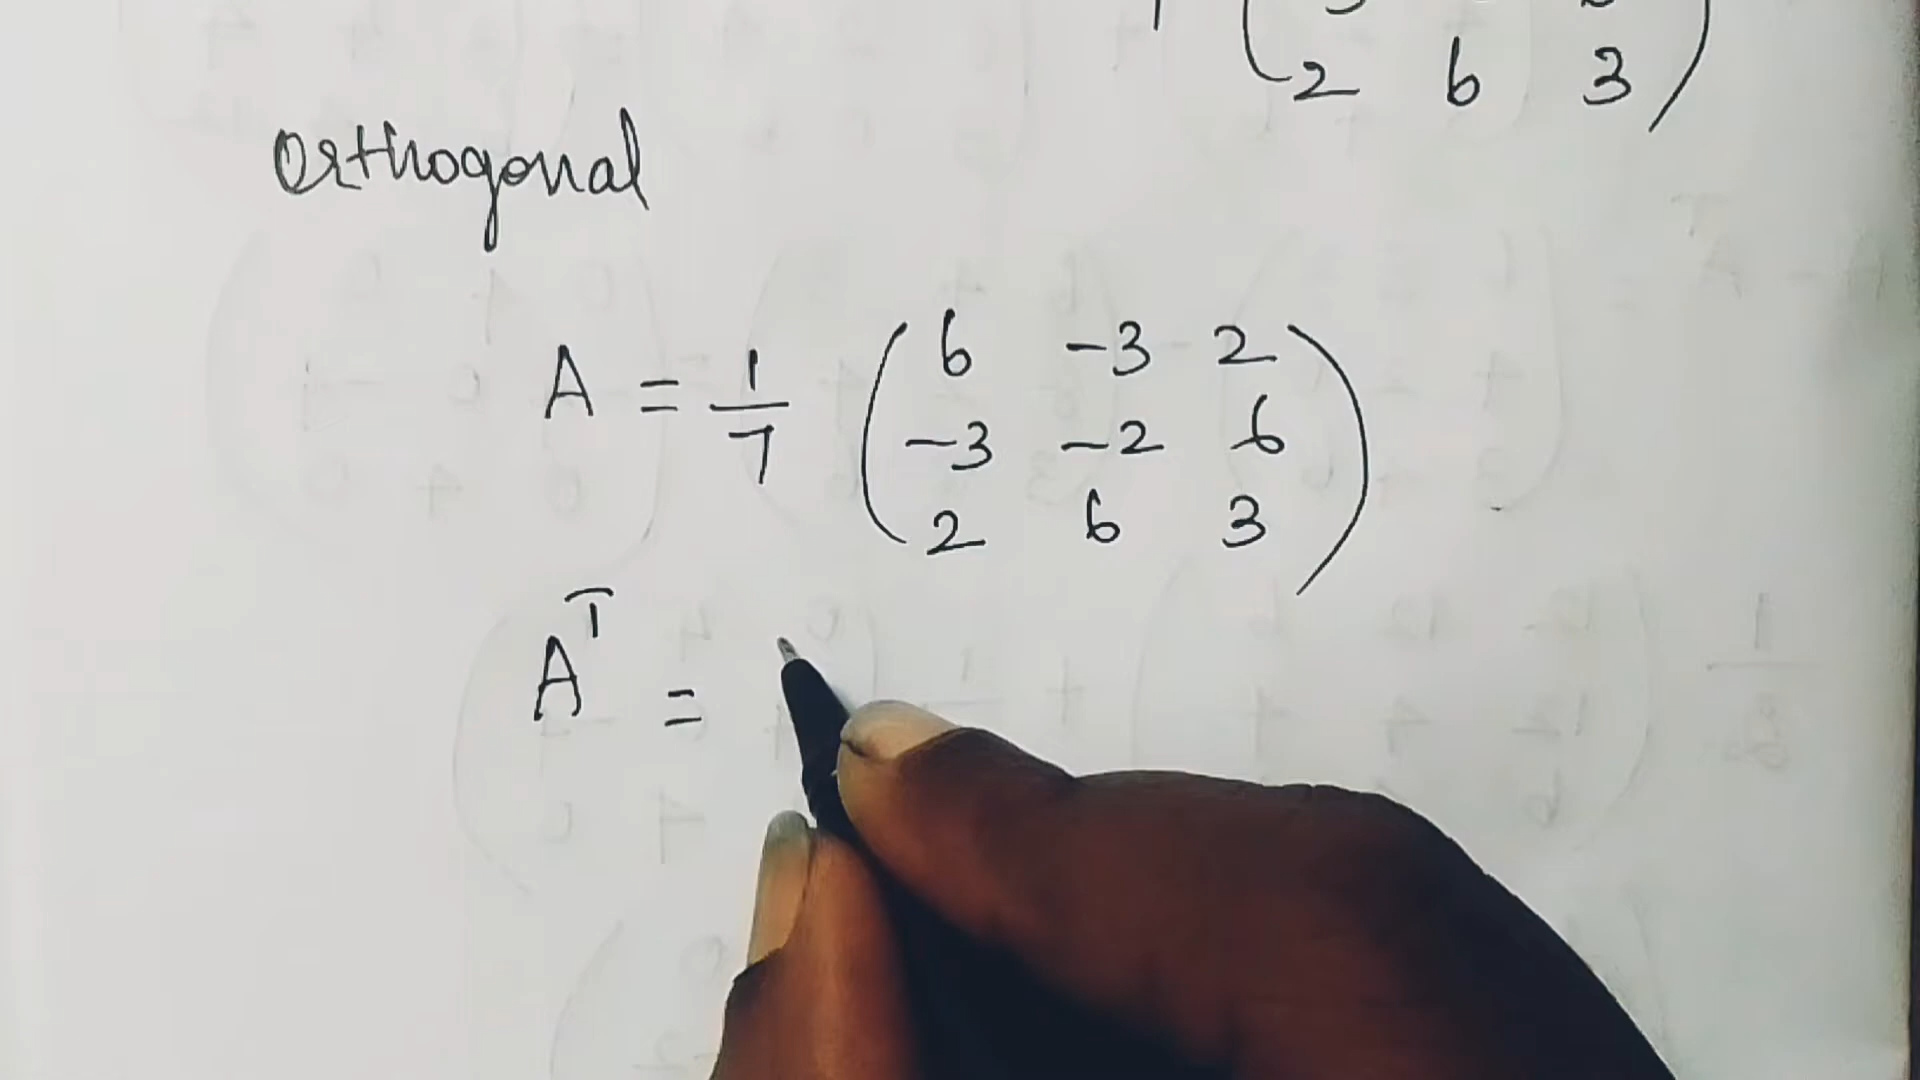 2 6 3
Orthogonal
A = 1/7 ( 6 -3 2
-3 -2 6
2 6 3 )
A^T =